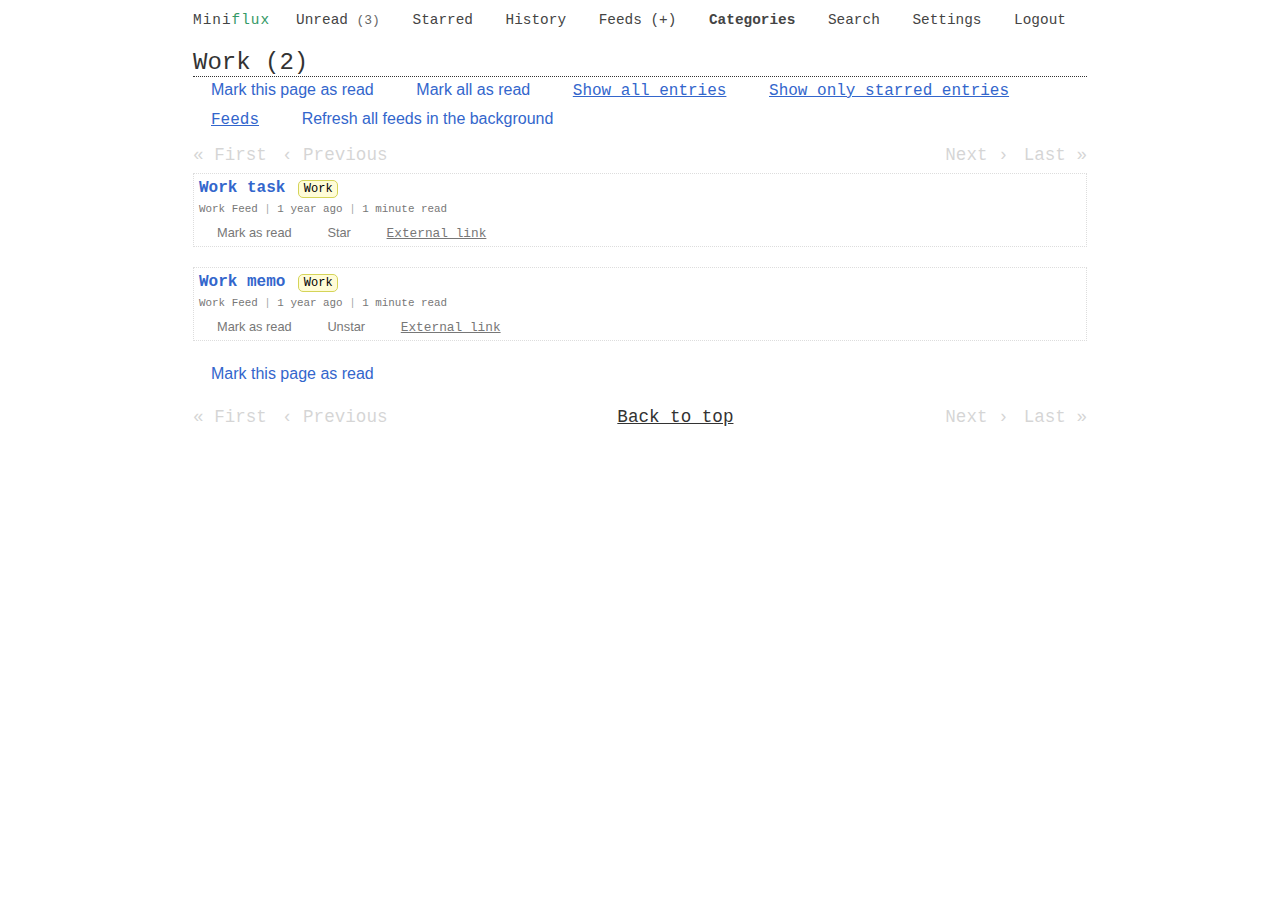 Miniflux Unread (3) Starred History Feeds (+) Categories Search Settings Logout
Work (2)
Mark this page as read Mark all as read Show all entries Show only starred entries
Feeds Refresh all feeds in the background
« First ‹ Previous Next › Last »
Work task Work
Work Feed | 1 year ago | 1 minute read
Mark as read Star External link
Work memo Work
Work Feed | 1 year ago | 1 minute read
Mark as read Unstar External link
Mark this page as read
« First ‹ Previous Back to top Next › Last »